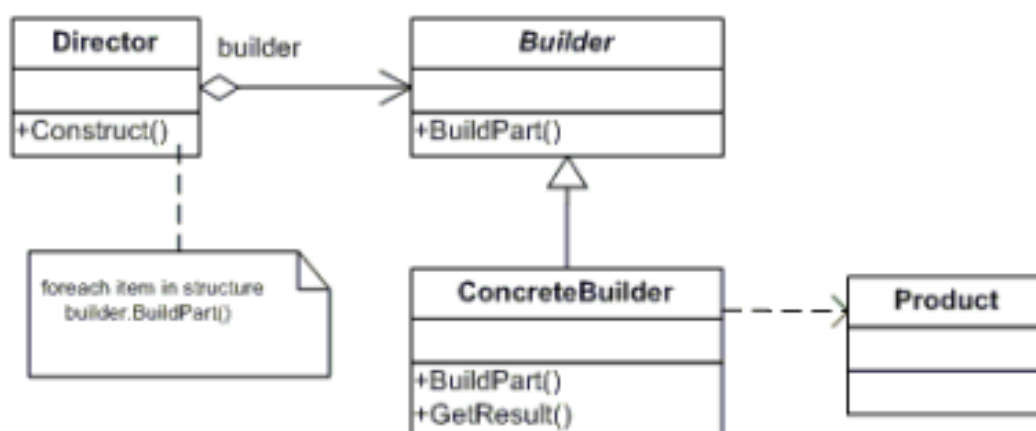 Director
builder
Builder
+Construct()
+BuildPart()
foreach item in structure
builder.BuildPart()
ConcreteBuilder
Product
+BuildPart()
+GetResult()